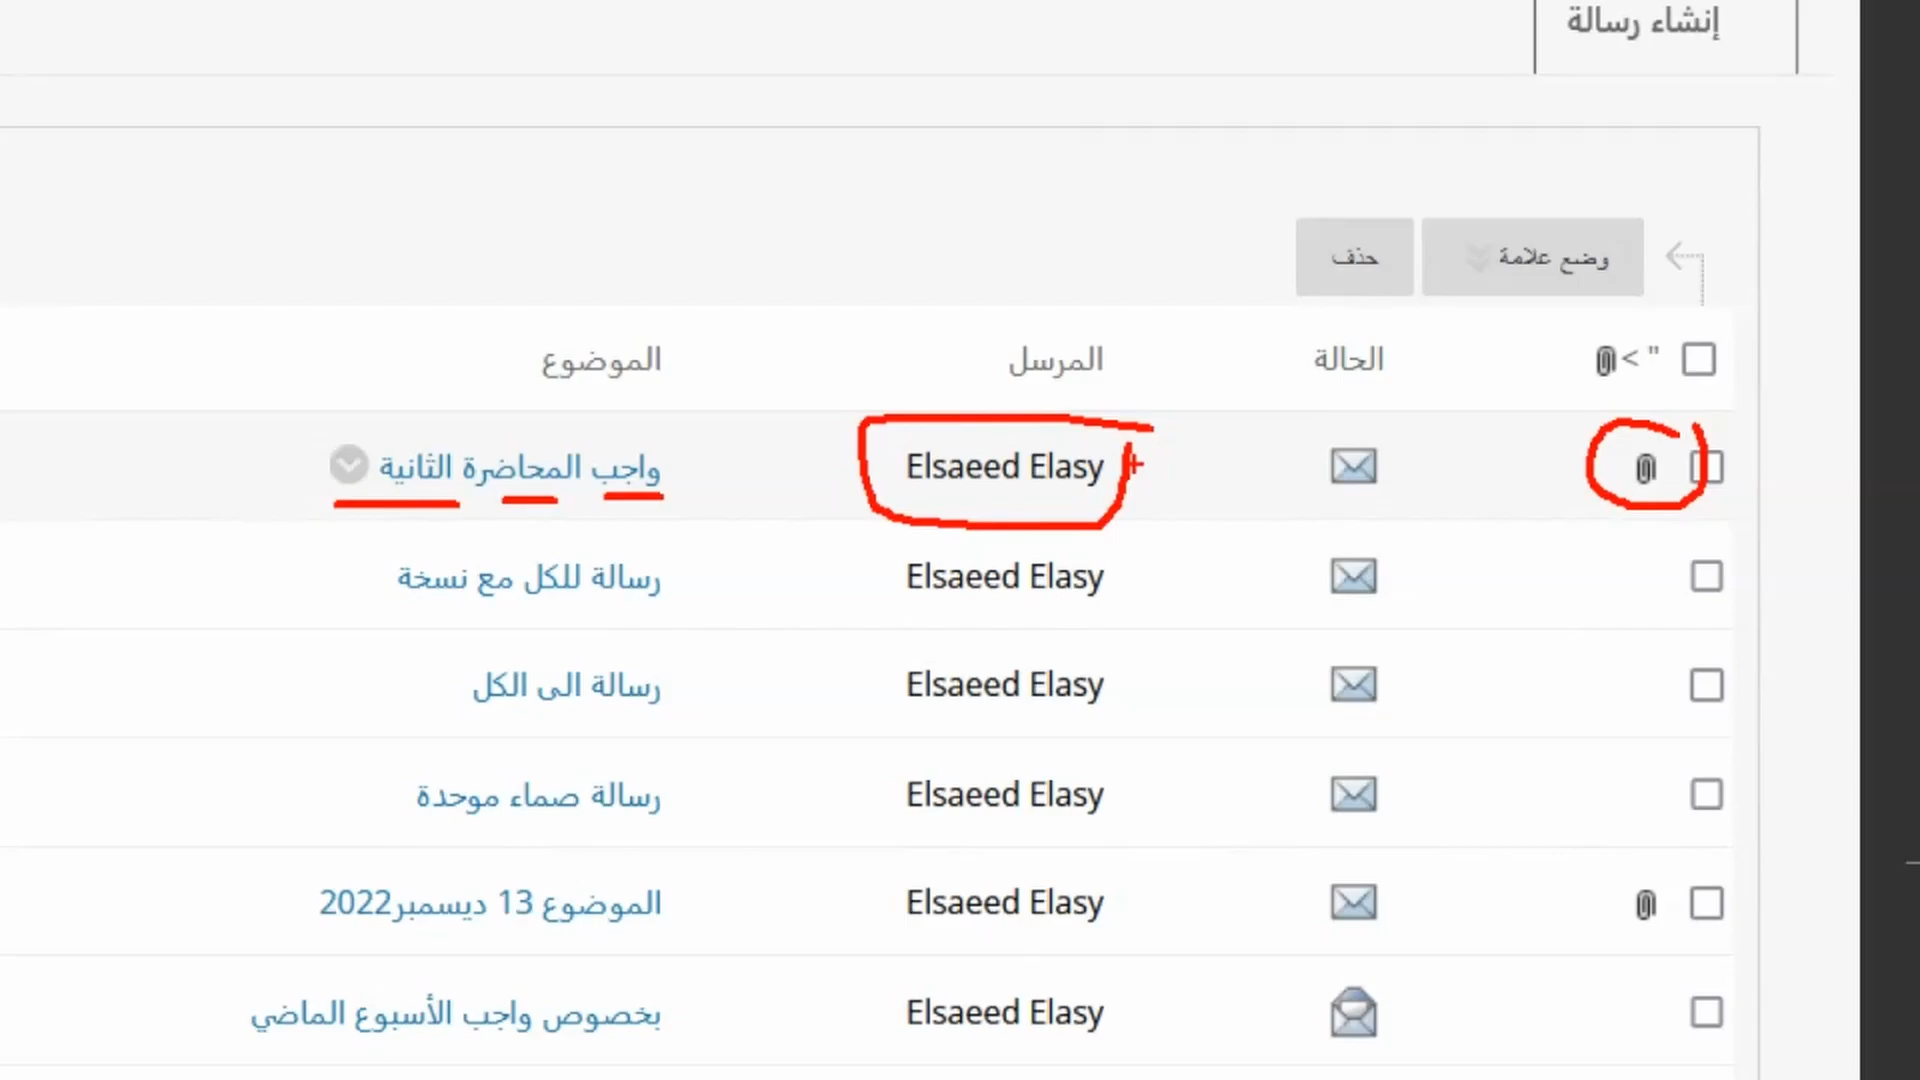 إنشاء رسالة
وضع علامة حذف
" > الحالة المرسل الموضوع
Elsaeed Elasy واجب المحاضرة الثانية
Elsaeed Elasy رسالة للكل مع نسخة
Elsaeed Elasy رسالة الى الكل
Elsaeed Elasy رسالة صماء موحدة
Elsaeed Elasy الموضوع 13 ديسمبر2022
Elsaeed Elasy بخصوص واجب الأسبوع الماضي